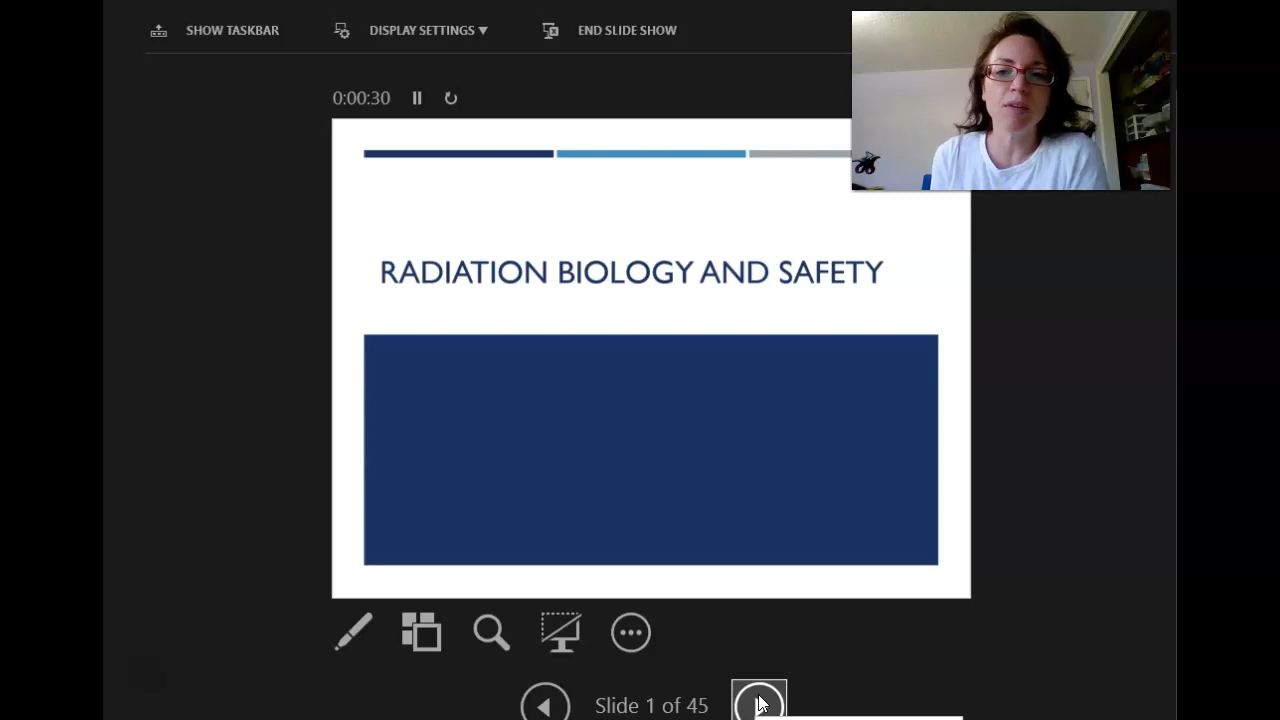 SHOW TASKBAR
DISPLAY SETTINGS ▼
END SLIDE SHOW
0:00:30
RADIATION BIOLOGY AND SAFETY
Slide 1 of 45